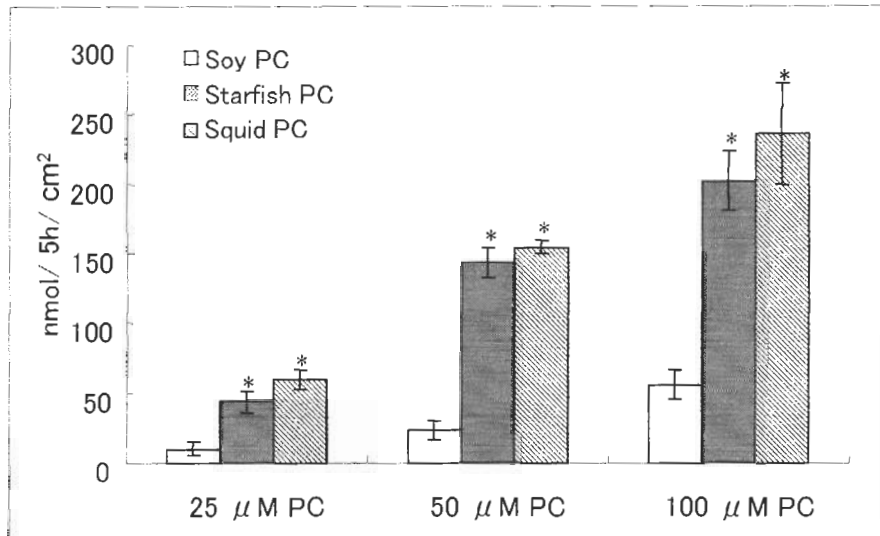 300
250
200
150
100
50
0
nmol/ 5h/ cm²
Soy PC
Starfish PC
Squid PC
* * * * * *
25 μM PC
50 μM PC
100 μM PC